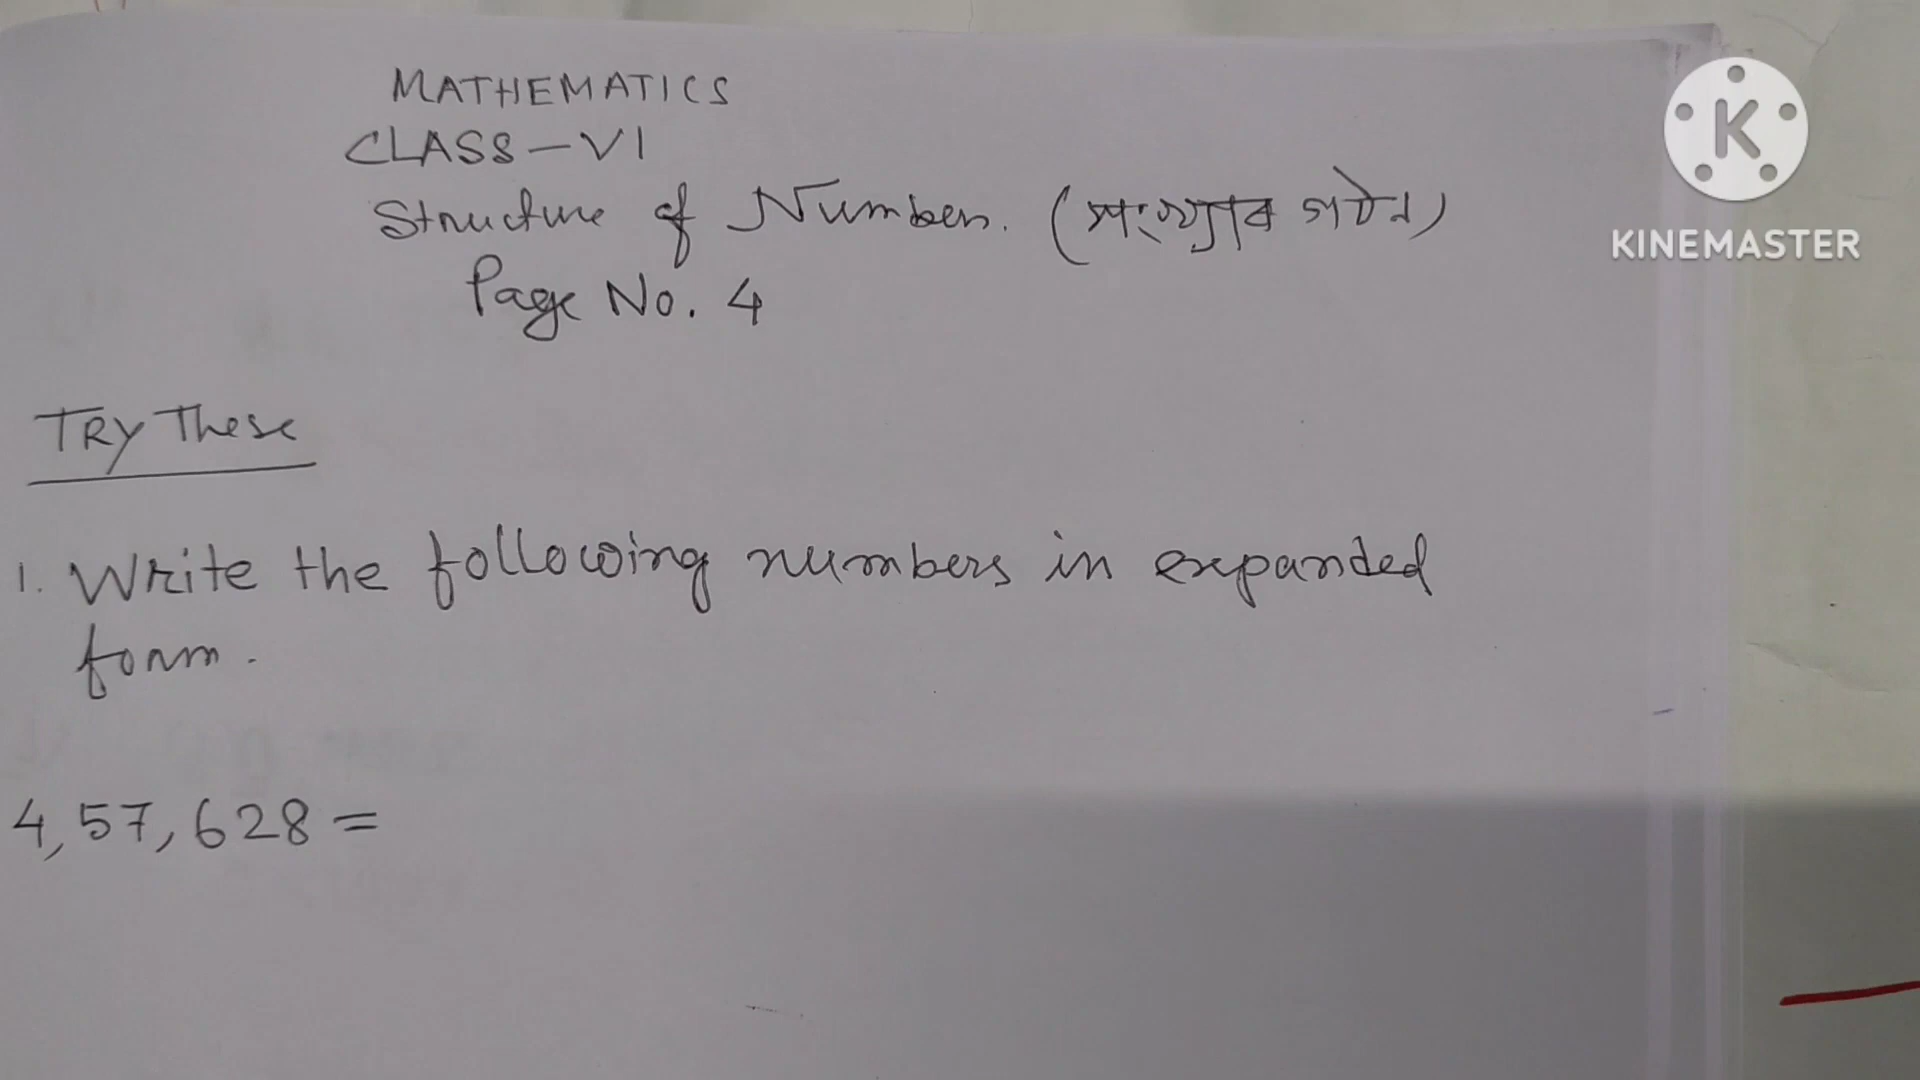 MATHEMATICS
CLASS-VI
Structure of Number. (সংখ্যাৰ গঠন)
Page No. 4
K
KINEMASTER
TRY These
1. Write the following numbers in expanded
form.
4,57,628=